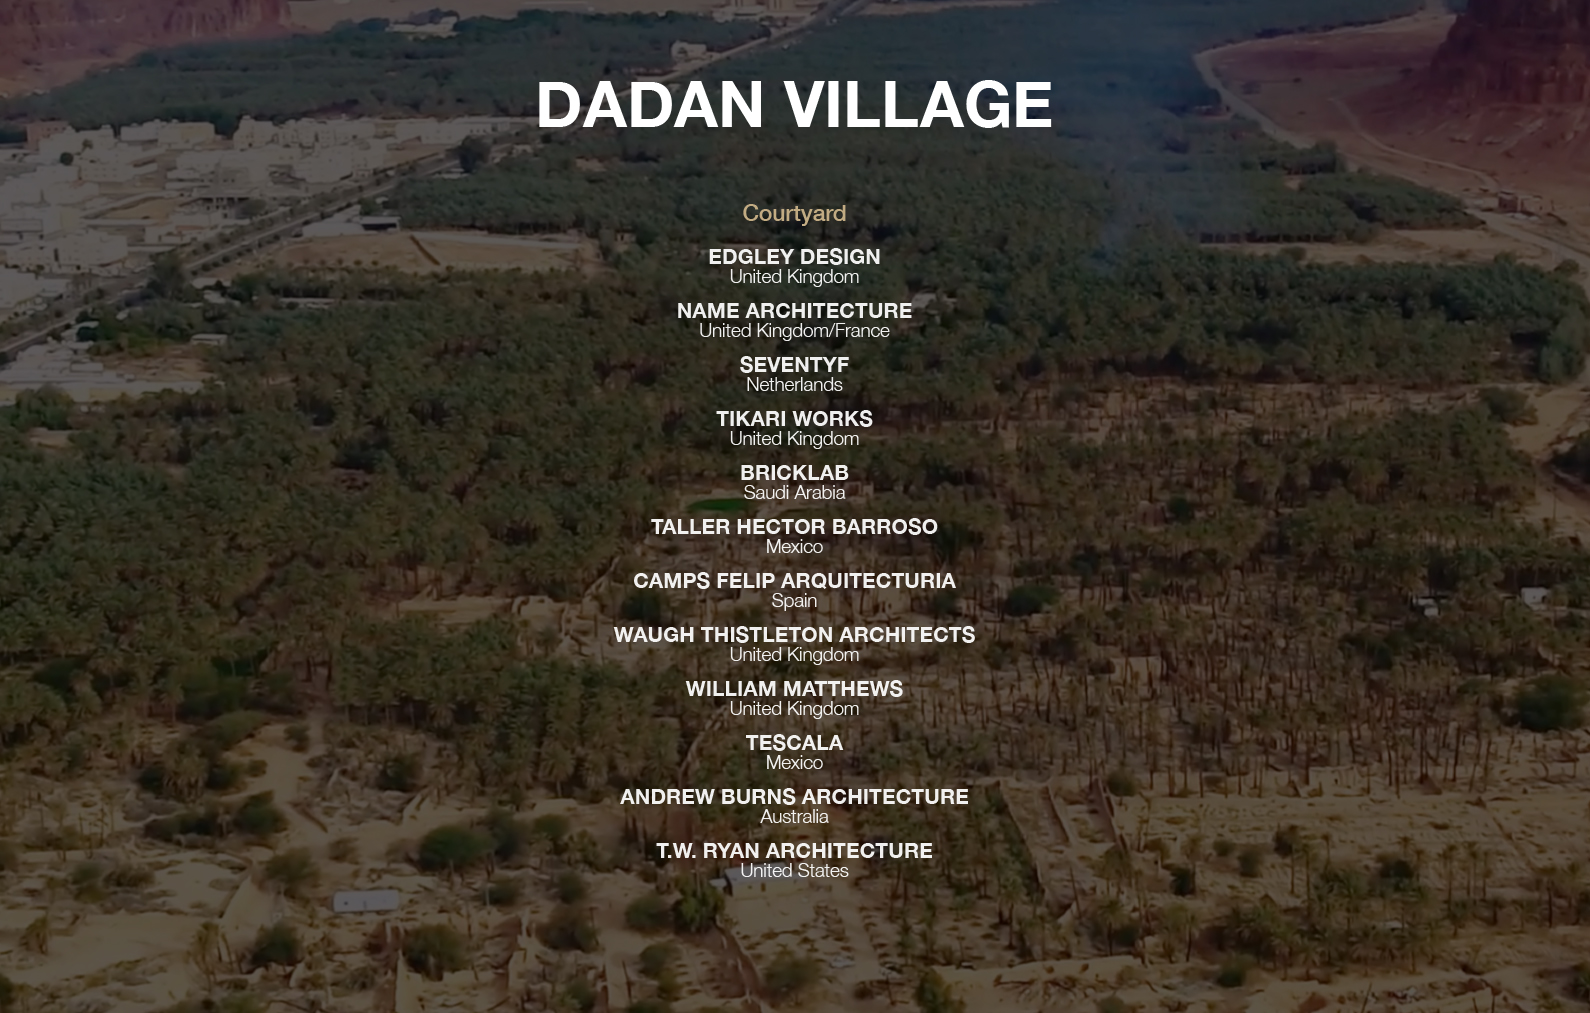 DADAN VILLAGE
Courtyard
EDGLEY DESIGN
United Kingdom
NAME ARCHITECTURE
United Kingdom/France
SEVENTYF
Netherlands
TIKARI WORKS
United Kingdom
BRICKLAB
Saudi Arabia
TALLER HECTOR BARROSO
Mexico
CAMPS FELIP ARQUITECTURIA
Spain
WAUGH THISTLETON ARCHITECTS
United Kingdom
WILLIAM MATTHEWS
United Kingdom
TESCALA
Mexico
ANDREW BURNS ARCHITECTURE
Australia
T.W. RYAN ARCHITECTURE
United States